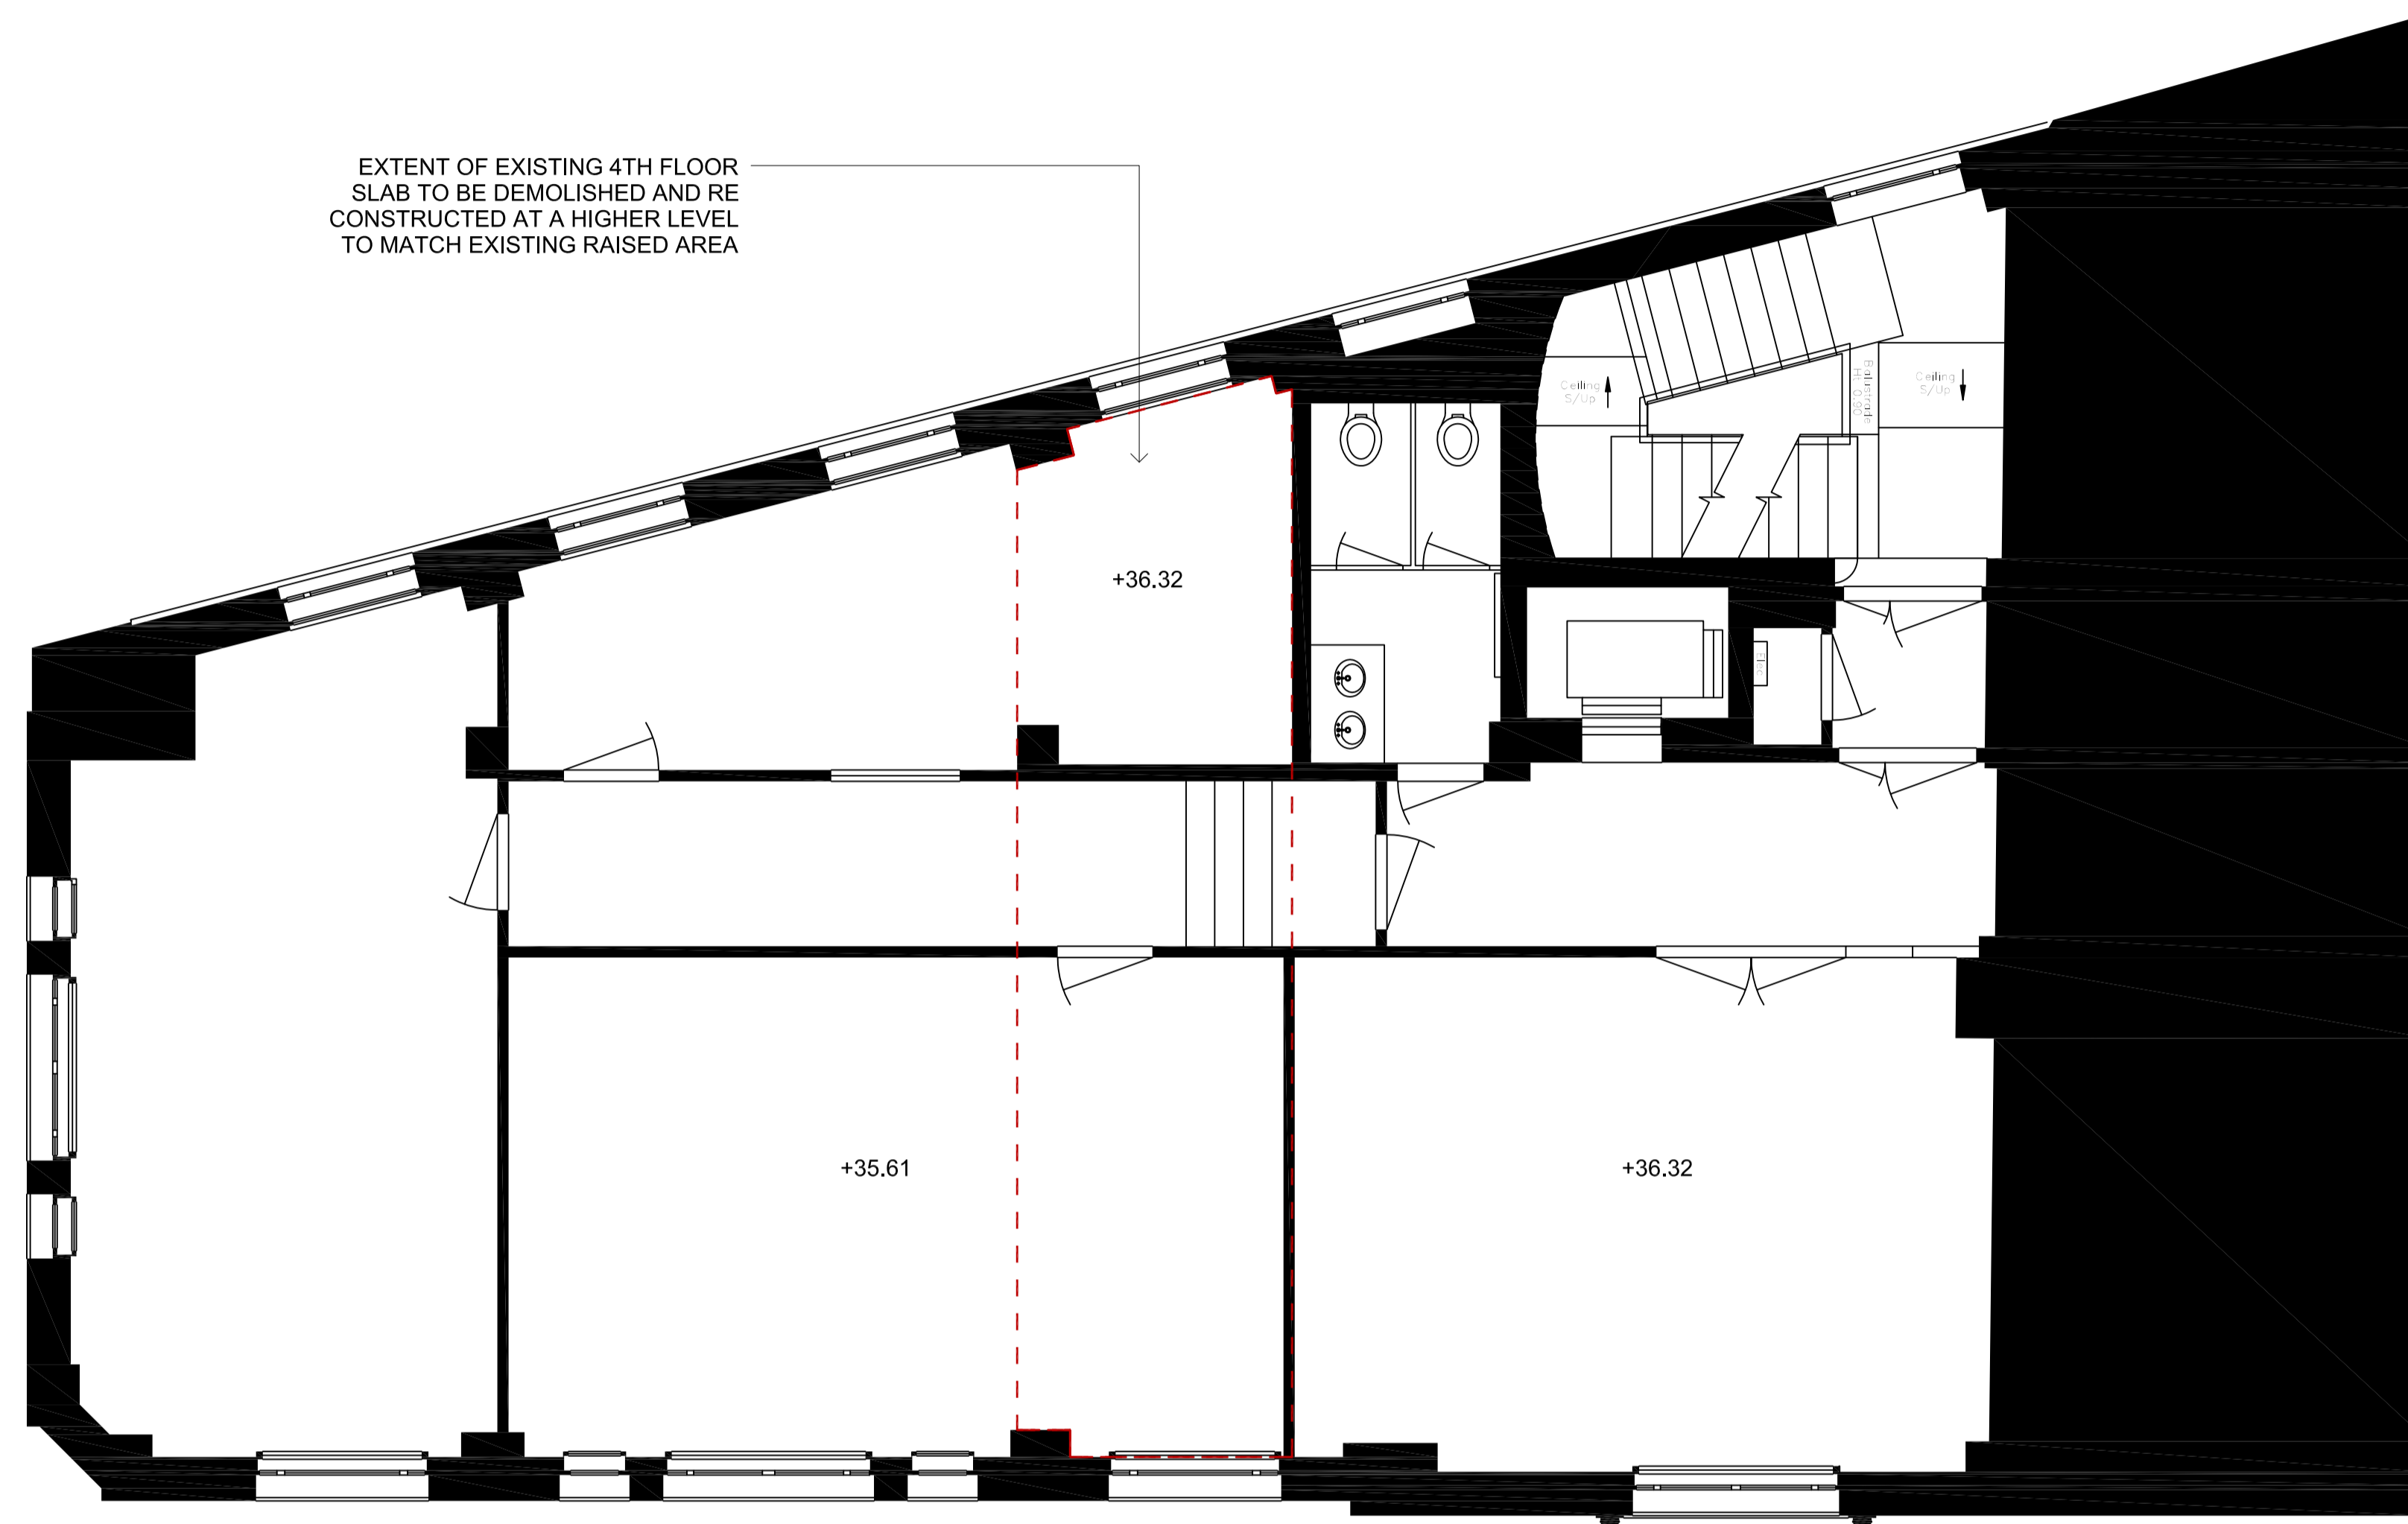 EXTENT OF EXISTING 4TH FLOOR
SLAB TO BE DEMOLISHED AND RE
CONSTRUCTED AT A HIGHER LEVEL
TO MATCH EXISTING RAISED AREA
Ceiling
S/Up
Balustrade
Ht 0.90
Ceiling
S/Up
+36.32
Elec
+35.61
+36.32